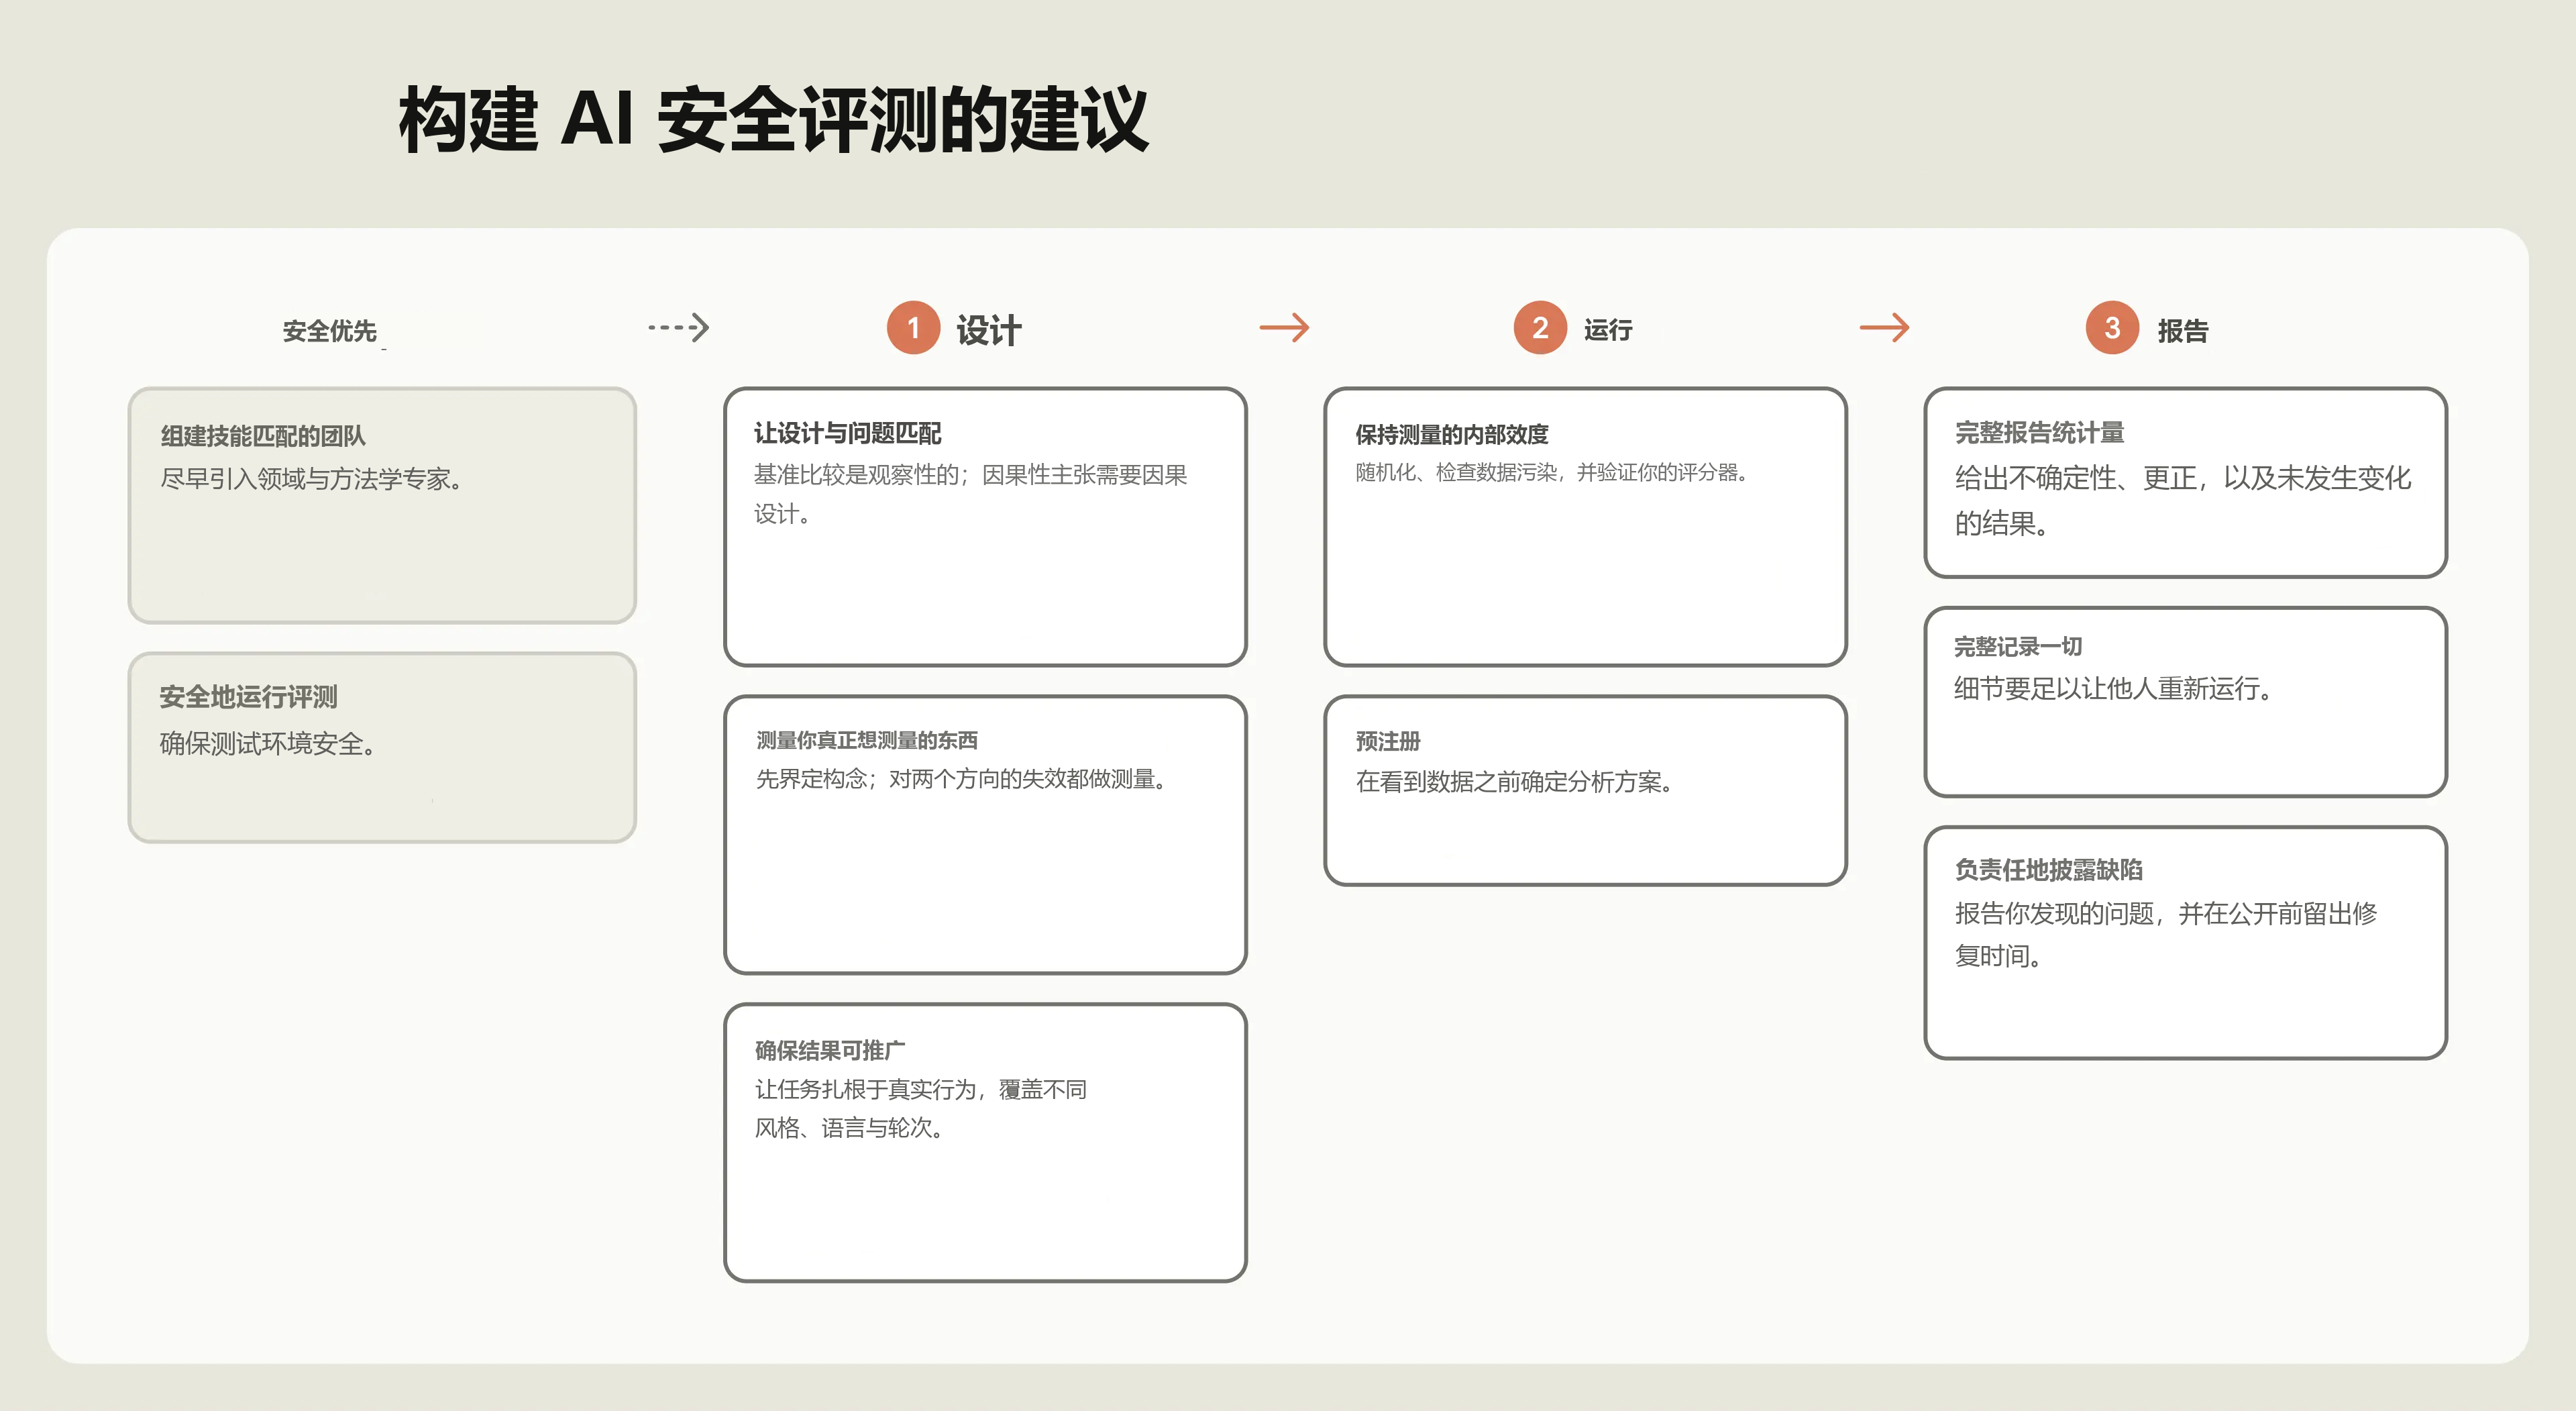 构建 AI 安全评测的建议
安全优先
组建技能匹配的团队
尽早引入领域与方法学专家。
安全地运行评测
确保测试环境安全。
1 设计
让设计与问题匹配
基准比较是观察性的；因果性主张需要因果
设计。
测量你真正想测量的东西
先界定构念；对两个方向的失效都做测量。
确保结果可推广
让任务扎根于真实行为，覆盖不同
风格、语言与轮次。
2 运行
保持测量的内部效度
随机化、检查数据污染，并验证你的评分器。
预注册
在看到数据之前确定分析方案。
3 报告
完整报告统计量
给出不确定性、更正，以及未发生变化
的结果。
完整记录一切
细节要足以让他人重新运行。
负责任地披露缺陷
报告你发现的问题，并在公开前留出修
复时间。